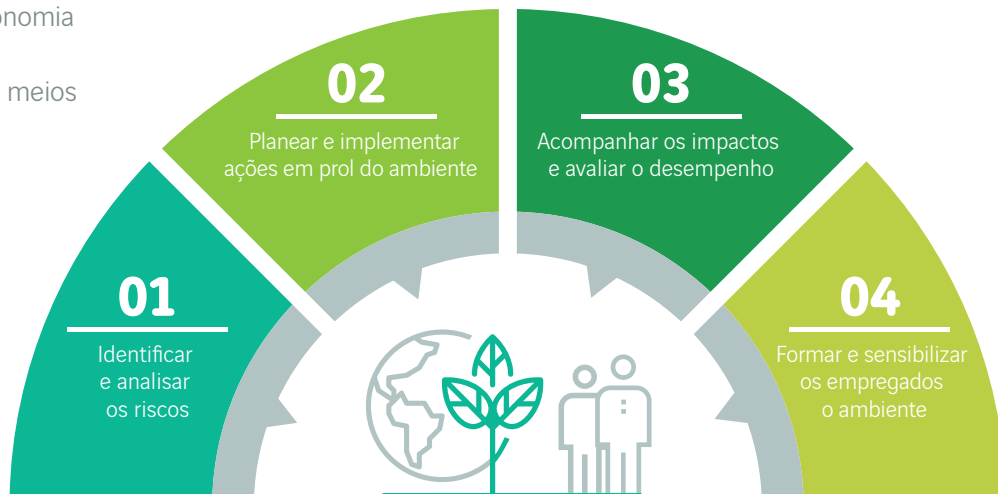 onomia
meios
01
Identificar
e analisar
os riscos
02
Planear e implementar
ações em prol do ambiente
03
Acompanhar os impactos
e avaliar o desempenho
04
Formar e sensibilizar
os empregados
o ambiente